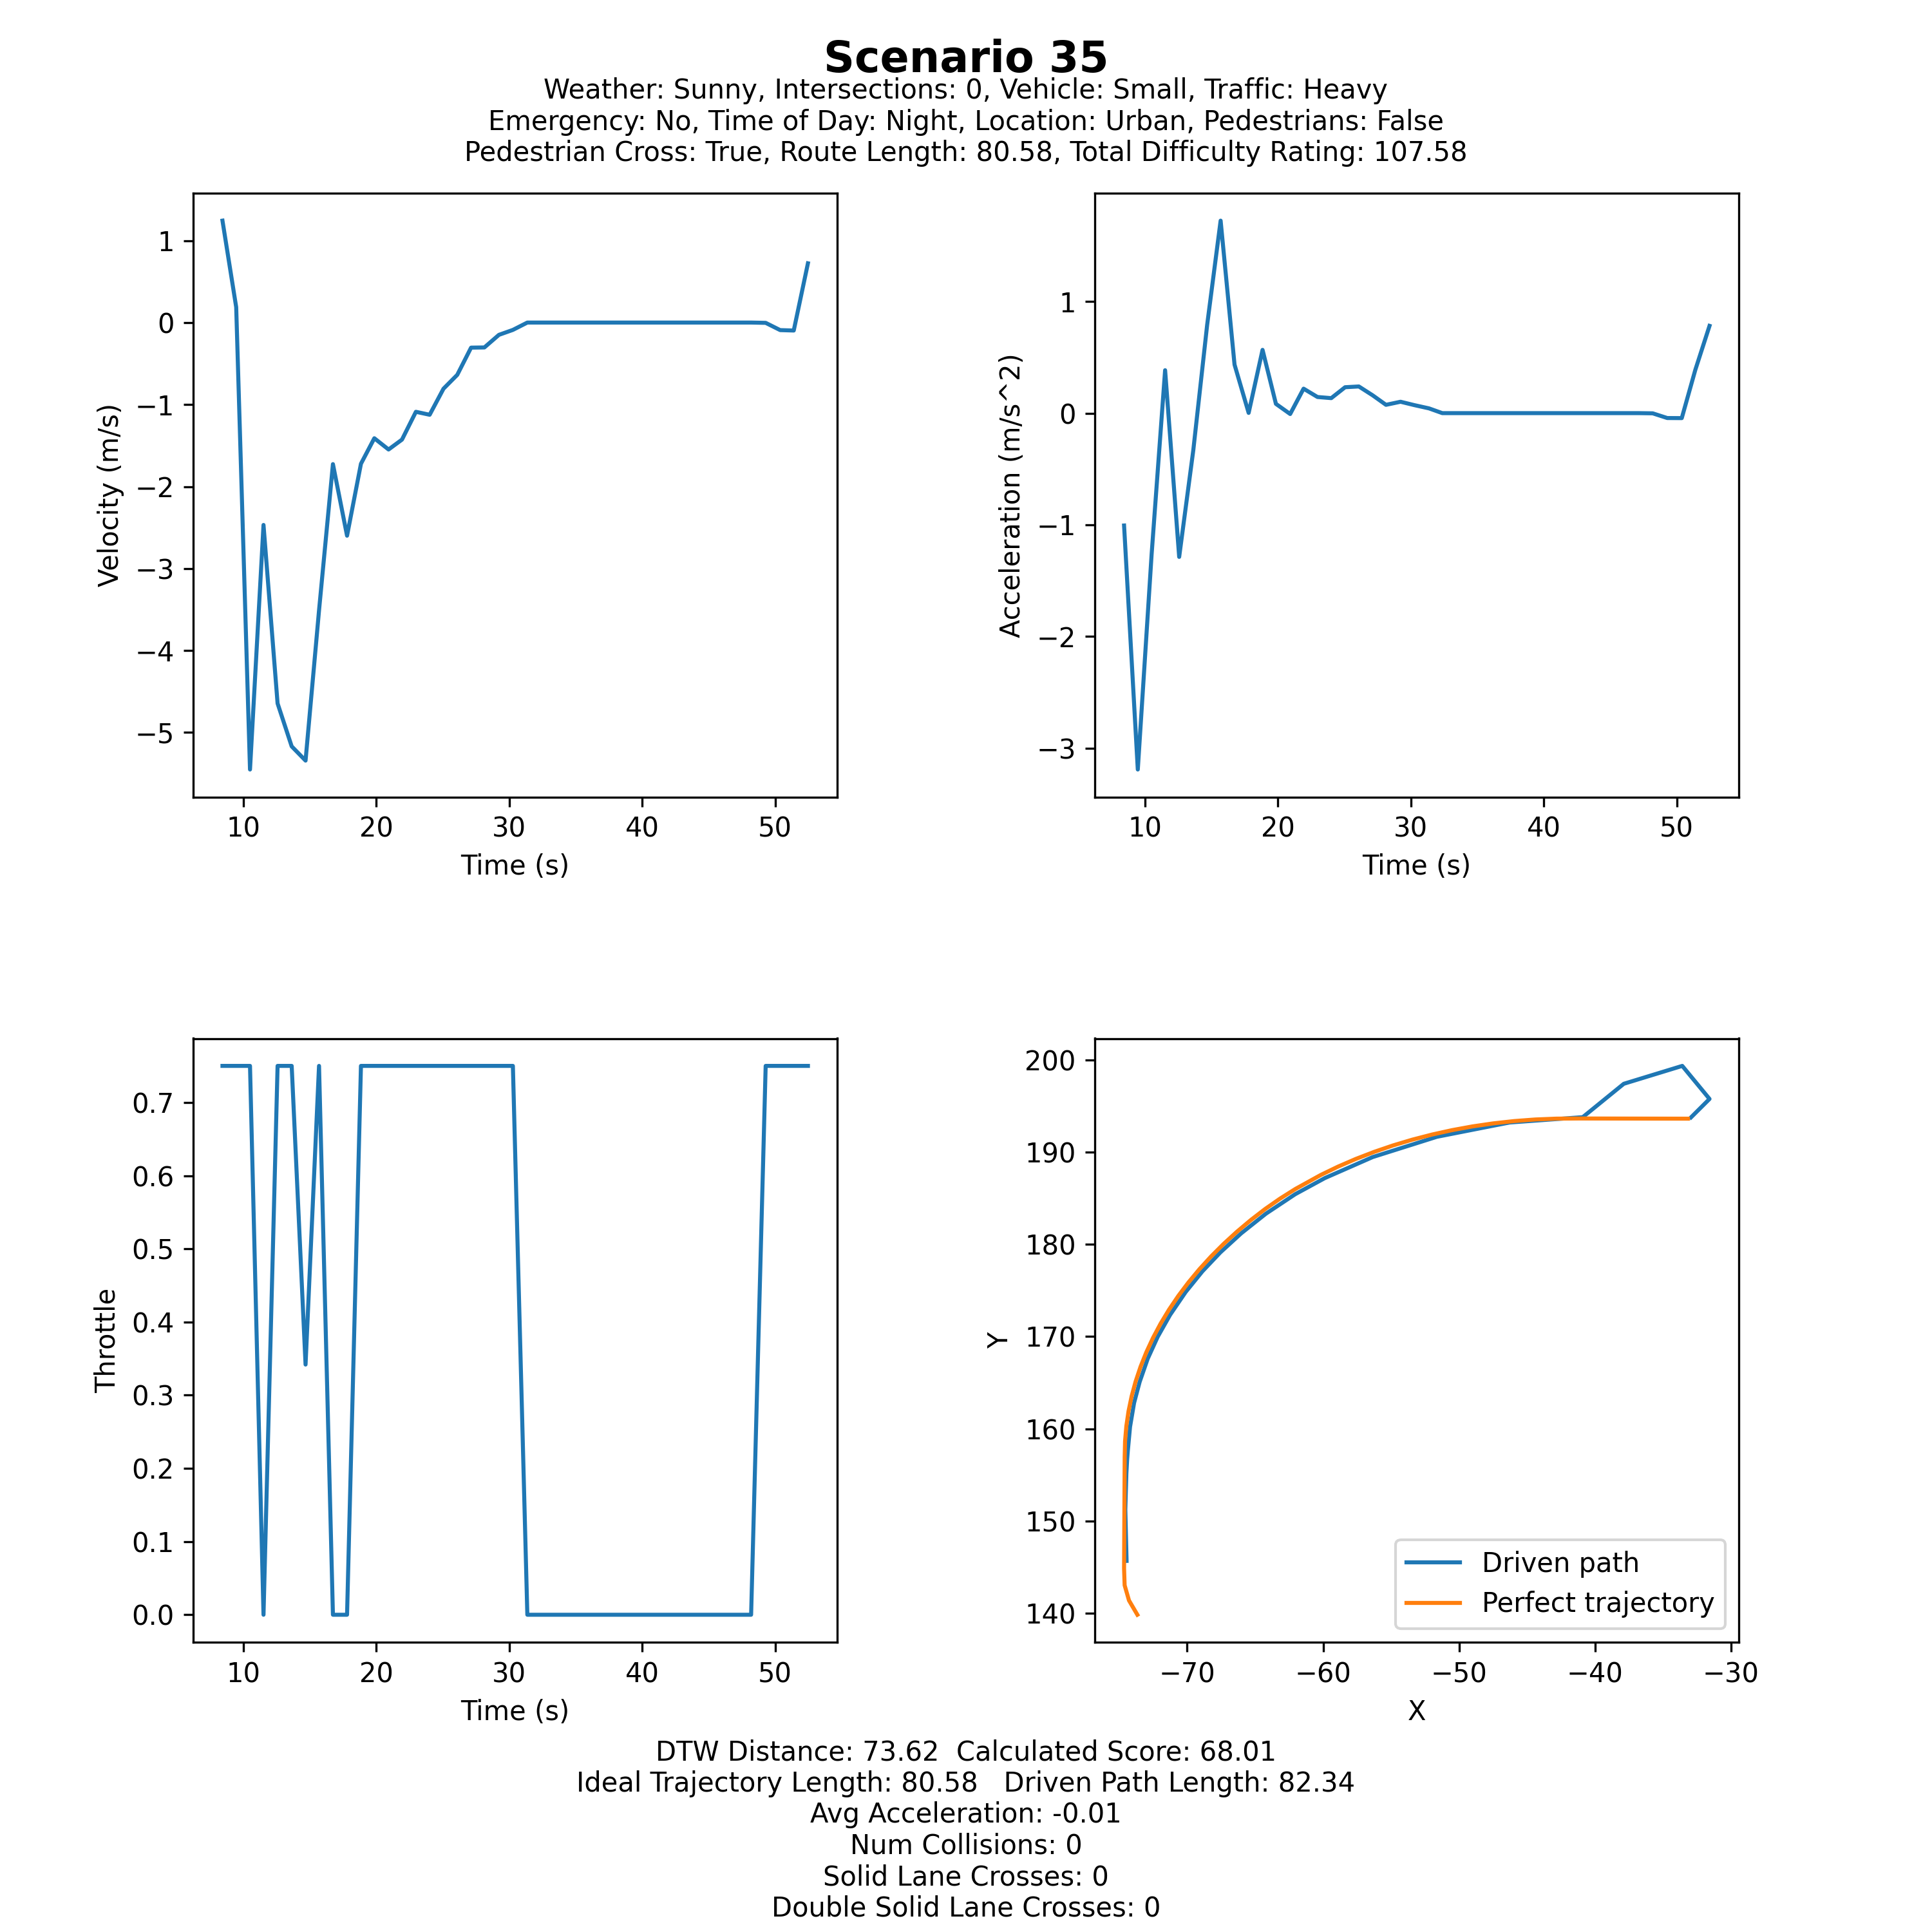 Scenario 35
Weather: Sunny, Intersections: 0, Vehicle: Small, Traffic: Heavy
Emergency: No, Time of Day: Night, Location: Urban, Pedestrians: False
Pedestrian Cross: True, Route Length: 80.58, Total Difficulty Rating: 107.58
Velocity (m/s)
1
0
−1
−2
−3
−4
−5
10 20 30 40 50
Time (s)
Acceleration (m/s^2)
1
0
−1
−2
−3
10 20 30 40 50
Time (s)
Throttle
0.7
0.6
0.5
0.4
0.3
0.2
0.1
0.0
10 20 30 40 50
Time (s)
Y
200
190
180
170
160
150
140
Driven path
Perfect trajectory
−70 −60 −50 −40 −30
X
DTW Distance: 73.62 Calculated Score: 68.01
Ideal Trajectory Length: 80.58 Driven Path Length: 82.34
Avg Acceleration: -0.01
Num Collisions: 0
Solid Lane Crosses: 0
Double Solid Lane Crosses: 0